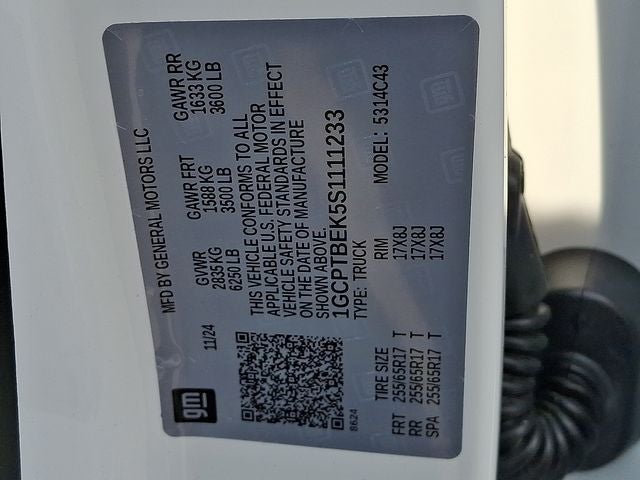 gm
MFD BY GENERAL MOTORS LLC
11/24
GVWR GAWR FRT GAWR RR
2835 KG 1588 KG 1633 KG
6250 LB 3500 LB 3600 LB
THIS VEHICLE CONFORMS TO ALL
APPLICABLE U.S. FEDERAL MOTOR
VEHICLE SAFETY STANDARDS IN EFFECT
ON THE DATE OF MANUFACTURE
SHOWN ABOVE.
1GCPTBEK5S1111233
8624
TYPE: TRUCK MODEL: 5314C43
TIRE SIZE RIM
FRT 255/65R17 T 17X8J
RR 255/65R17 T 17X8J
SPA 255/65R17 T 17X8J